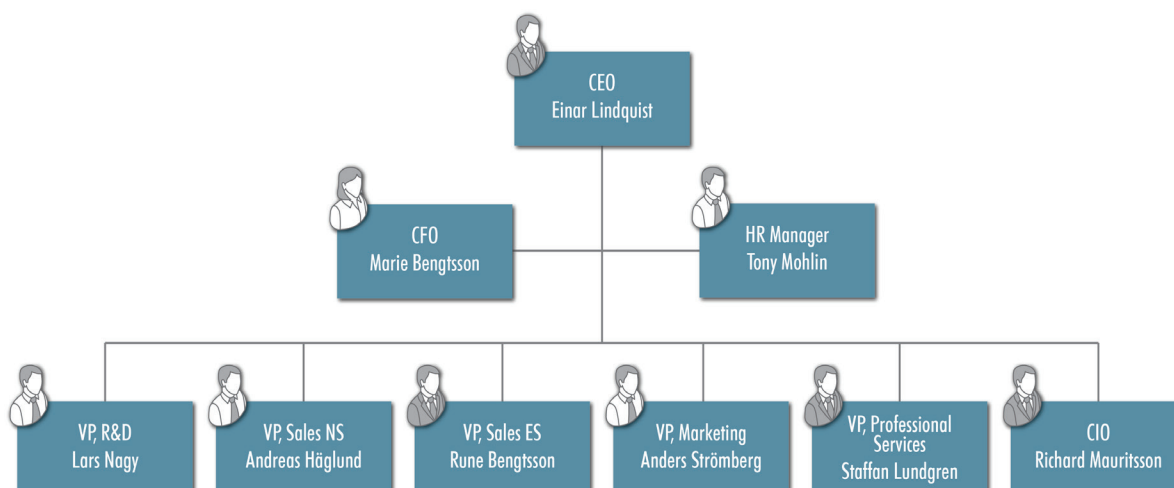 CEO
Einar Lindquist
CFO
Marie Bengtsson
HR Manager
Tony Mohlin
VP, R&D
Lars Nagy
VP, Sales NS
Andreas Häglund
VP, Sales ES
Rune Bengtsson
VP, Marketing
Anders Strömberg
VP, Professional
Services
Staffan Lundgren
CIO
Richard Mauritsson